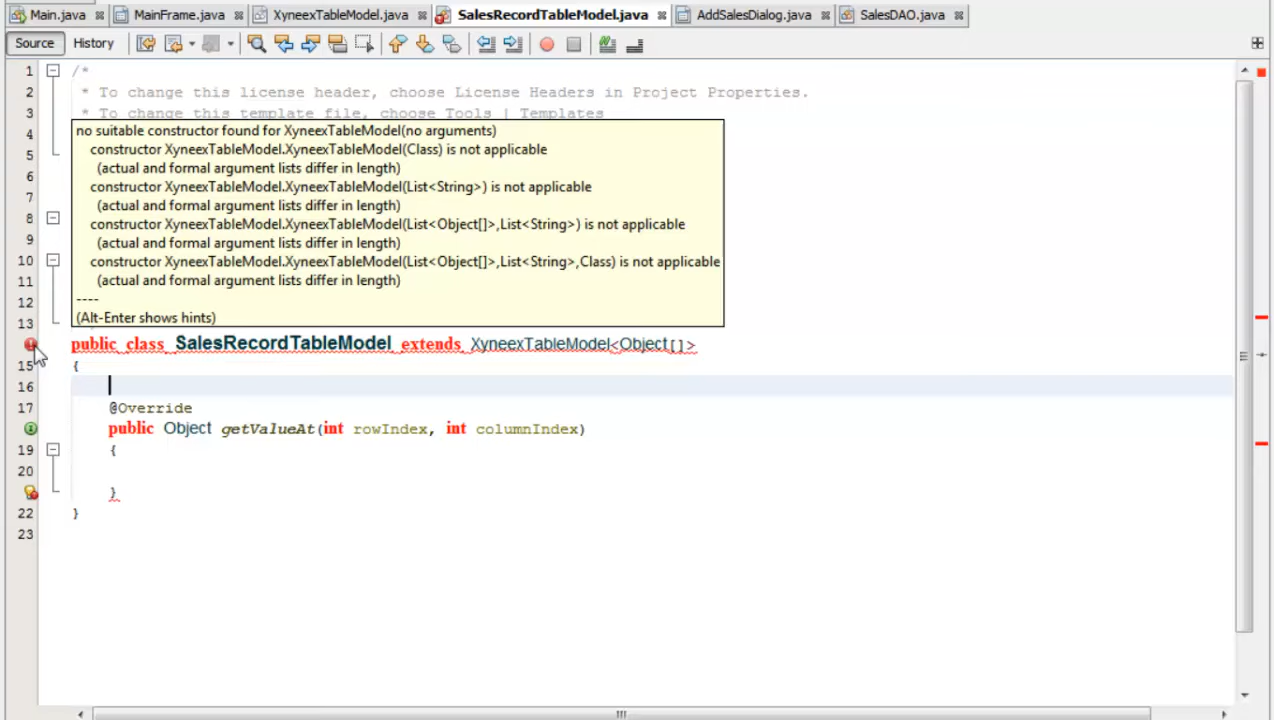 Main.java MainFrame.java XyneexTableModel.java SalesRecordTableModel.java AddSalesDialog.java SalesDAO.java
Source History
1 /*
2 * To change this license header, choose License Headers in Project Properties.
3 * To change this template file, choose Tools | Templates
4
5
6
7
8
9
10
11
12
13
no suitable constructor found for XyneexTableModel(no arguments)
constructor XyneexTableModel.XyneexTableModel(Class) is not applicable
(actual and formal argument lists differ in length)
constructor XyneexTableModel.XyneexTableModel(List<String>) is not applicable
(actual and formal argument lists differ in length)
constructor XyneexTableModel.XyneexTableModel(List<Object[]>,List<String>) is not applicable
(actual and formal argument lists differ in length)
constructor XyneexTableModel.XyneexTableModel(List<Object[]>,List<String>,Class) is not applicable
(actual and formal argument lists differ in length)
----
(Alt-Enter shows hints)
public class SalesRecordTableModel extends XyneexTableModel<Object[]>
15 {
16
17 @Override
public Object getValueAt(int rowIndex, int columnIndex)
19 {
20
}
22 }
23